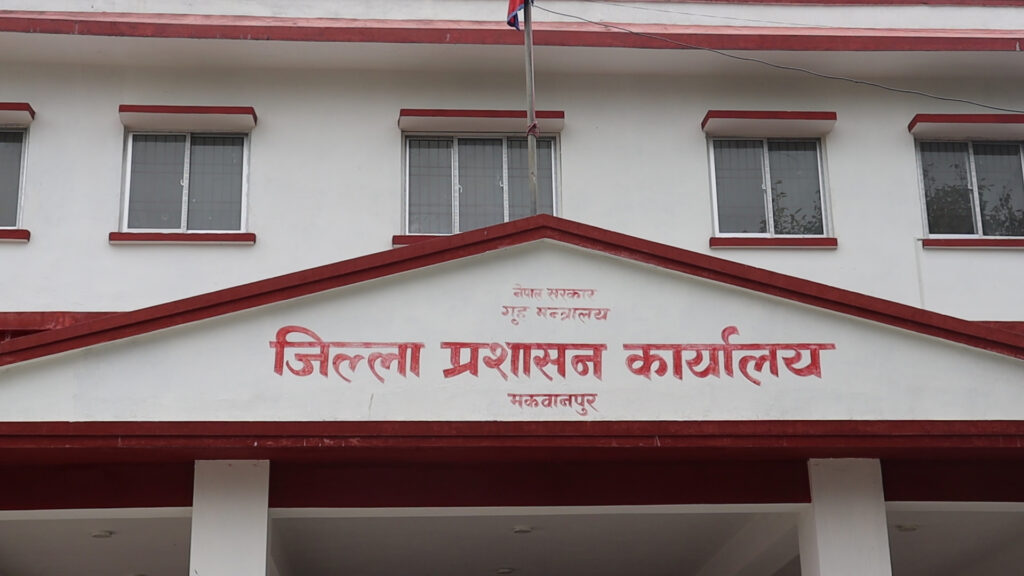 नेपाल सरकार
गृह मन्त्रालय
जिल्ला प्रशासन कार्यालय
मकवानपुर